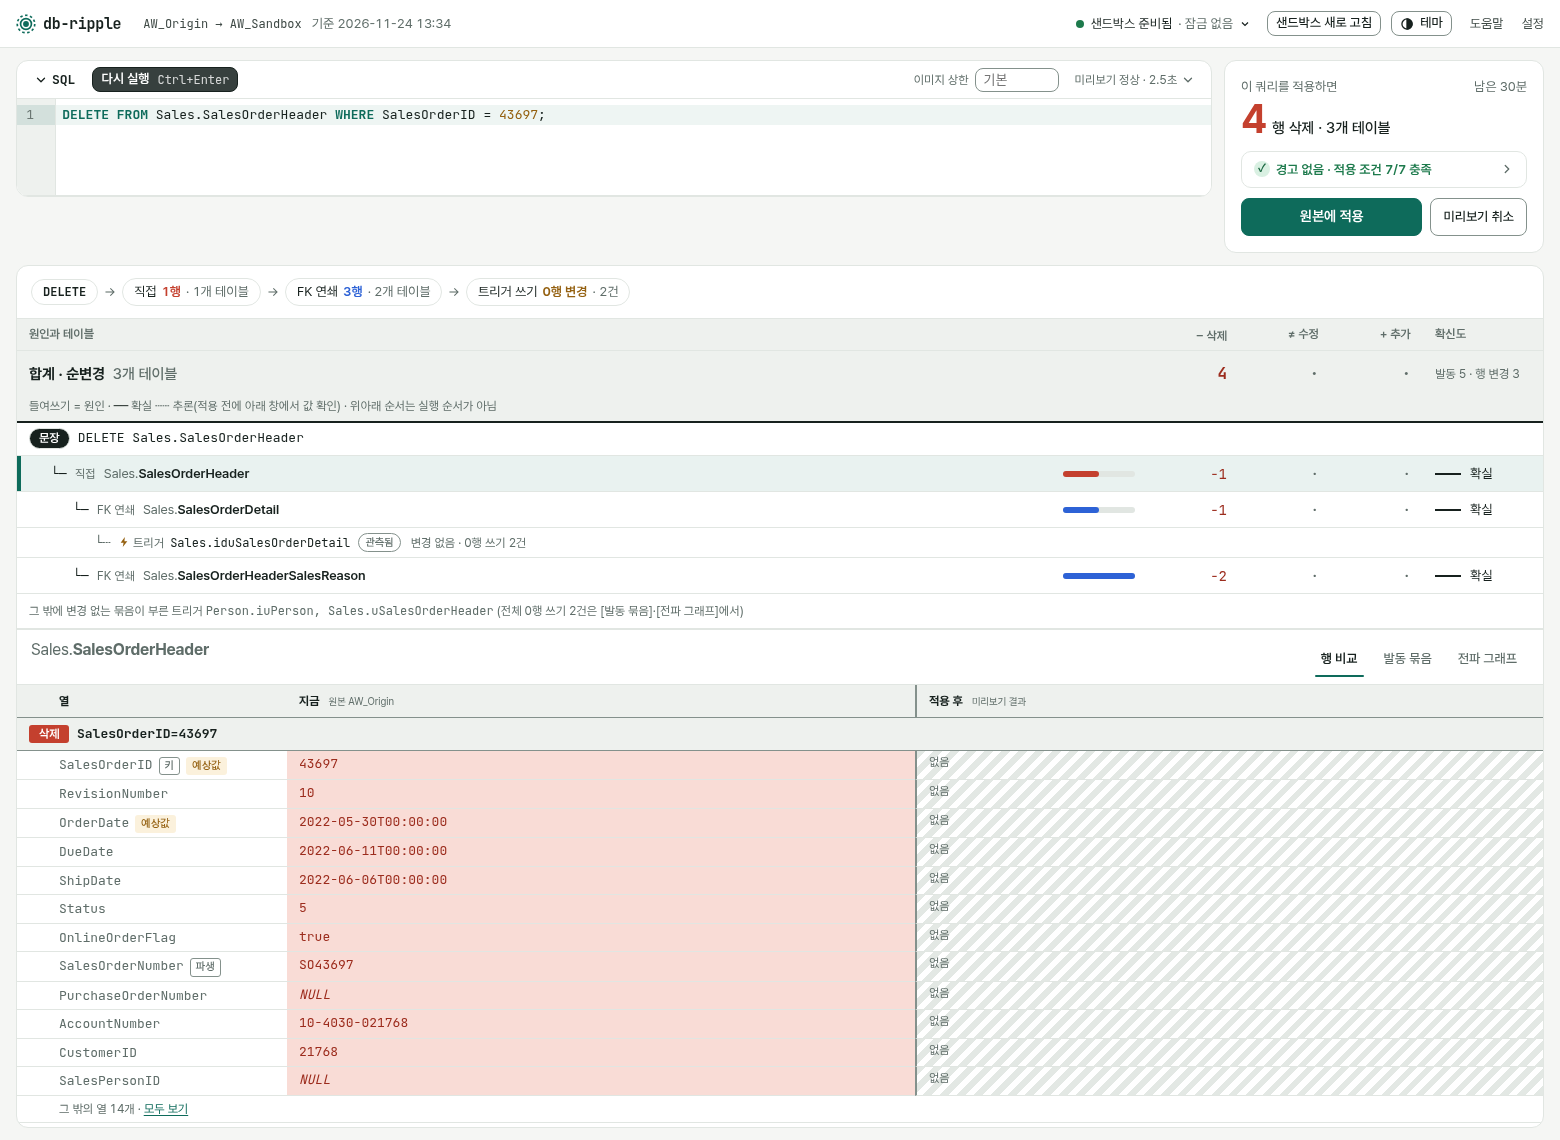 db-ripple AW_Origin → AW_Sandbox 기준 2026-11-24 13:34 샌드박스 준비됨 · 잠금 없음 샌드박스 새로 고침 테마 도움말 설정
SQL 다시 실행 Ctrl+Enter 이미지 상한 기본 미리보기 정상 · 2.5초
1 DELETE FROM Sales.SalesOrderHeader WHERE SalesOrderID = 43697;
이 쿼리를 적용하면 남은 30분
4 행 삭제 · 3개 테이블
✓ 경고 없음 · 적용 조건 7/7 충족
원본에 적용 미리보기 취소
DELETE → 직접 1행 · 1개 테이블 → FK 연쇄 3행 · 2개 테이블 → 트리거 쓰기 0행 변경 · 2건
원인과 테이블 − 삭제 ≠ 수정 + 추가 확신도
합계 · 순변경 3개 테이블 4 · · 발동 5 · 행 변경 3
들여쓰기 = 원인 · — 확실 ┈ 추론(적용 전에 아래 창에서 값 확인) · 위아래 순서는 실행 순서가 아님
문장 DELETE Sales.SalesOrderHeader
└─ 직접 Sales.SalesOrderHeader -1 · · 확실
└─ FK 연쇄 Sales.SalesOrderDetail -1 · · 확실
└┈ 트리거 Sales.iduSalesOrderDetail 관측됨 변경 없음 · 0행 쓰기 2건
└─ FK 연쇄 Sales.SalesOrderHeaderSalesReason -2 · · 확실
그 밖에 변경 없는 묶음이 부른 트리거 Person.iuPerson, Sales.uSalesOrderHeader (전체 0행 쓰기 2건은 [발동 묶음]·[전파 그래프]에서)
Sales.SalesOrderHeader 행 비교 발동 묶음 전파 그래프
열 지금 원본 AW_Origin 적용 후 미리보기 결과
삭제 SalesOrderID=43697
SalesOrderID 키 예상값 43697 없음
RevisionNumber 10 없음
OrderDate 예상값 2022-05-30T00:00:00 없음
DueDate 2022-06-11T00:00:00 없음
ShipDate 2022-06-06T00:00:00 없음
Status 5 없음
OnlineOrderFlag true 없음
SalesOrderNumber 파생 SO43697 없음
PurchaseOrderNumber NULL 없음
AccountNumber 10-4030-021768 없음
CustomerID 21768 없음
SalesPersonID NULL 없음
그 밖의 열 14개 · 모두 보기